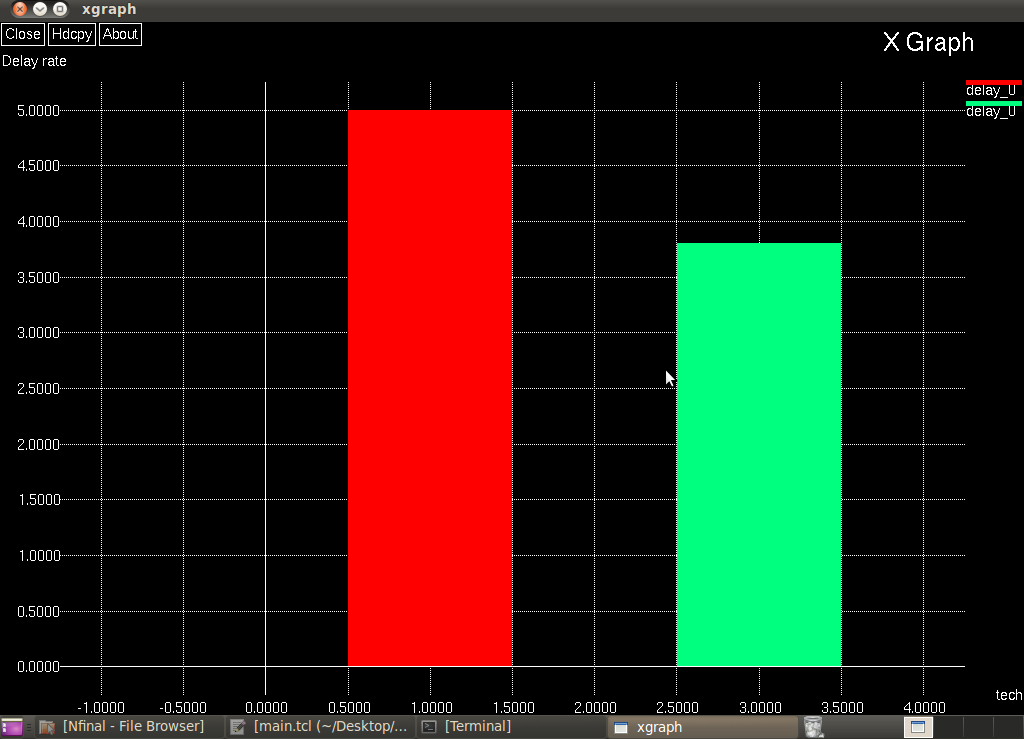 xgraph
Close Hdcpy About
X Graph
Delay rate
delay_0
delay_0
5.0000
4.5000
4.0000
3.5000
3.0000
2.5000
2.0000
1.5000
1.0000
0.5000
0.0000
tech
-1.0000 -0.5000 0.0000 0.5000 1.0000 1.5000 2.0000 2.5000 3.0000 3.5000 4.0000
[Nfinal - File Browser] [main.tcl (~/Desktop/... [Terminal] xgraph